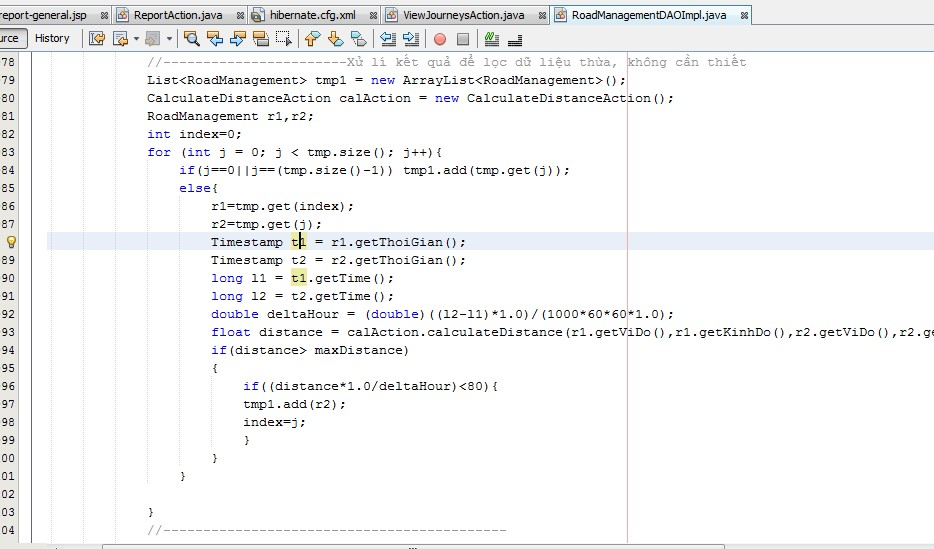 report-general.jsp ReportAction.java hibernate.cfg.xml ViewJourneysAction.java RoadManagementDAOImpl.java
History
78 //-----------------------Xử lí kết quả để lọc dữ liệu thừa, không cần thiết
79 List<RoadManagement> tmp1 = new ArrayList<RoadManagement>();
80 CalculateDistanceAction calAction = new CalculateDistanceAction();
81 RoadManagement r1,r2;
82 int index=0;
83 for (int j = 0; j < tmp.size(); j++){
84 if(j==0||j==(tmp.size()-1)) tmp1.add(tmp.get(j));
85 else{
86 r1=tmp.get(index);
87 r2=tmp.get(j);
Timestamp t1 = r1.getThoiGian();
89 Timestamp t2 = r2.getThoiGian();
90 long l1 = t1.getTime();
91 long l2 = t2.getTime();
92 double deltaHour = (double)((l2-l1)*1.0)/(1000*60*60*1.0);
93 float distance = calAction.calculateDistance(r1.getViDo(),r1.getKinhDo(),r2.getViDo(),r2.ge
94 if(distance> maxDistance)
95 {
96 if((distance*1.0/deltaHour)<80){
97 tmp1.add(r2);
98 index=j;
99 }
00 }
01 }
02
03 }
04 //-------------------------------------------